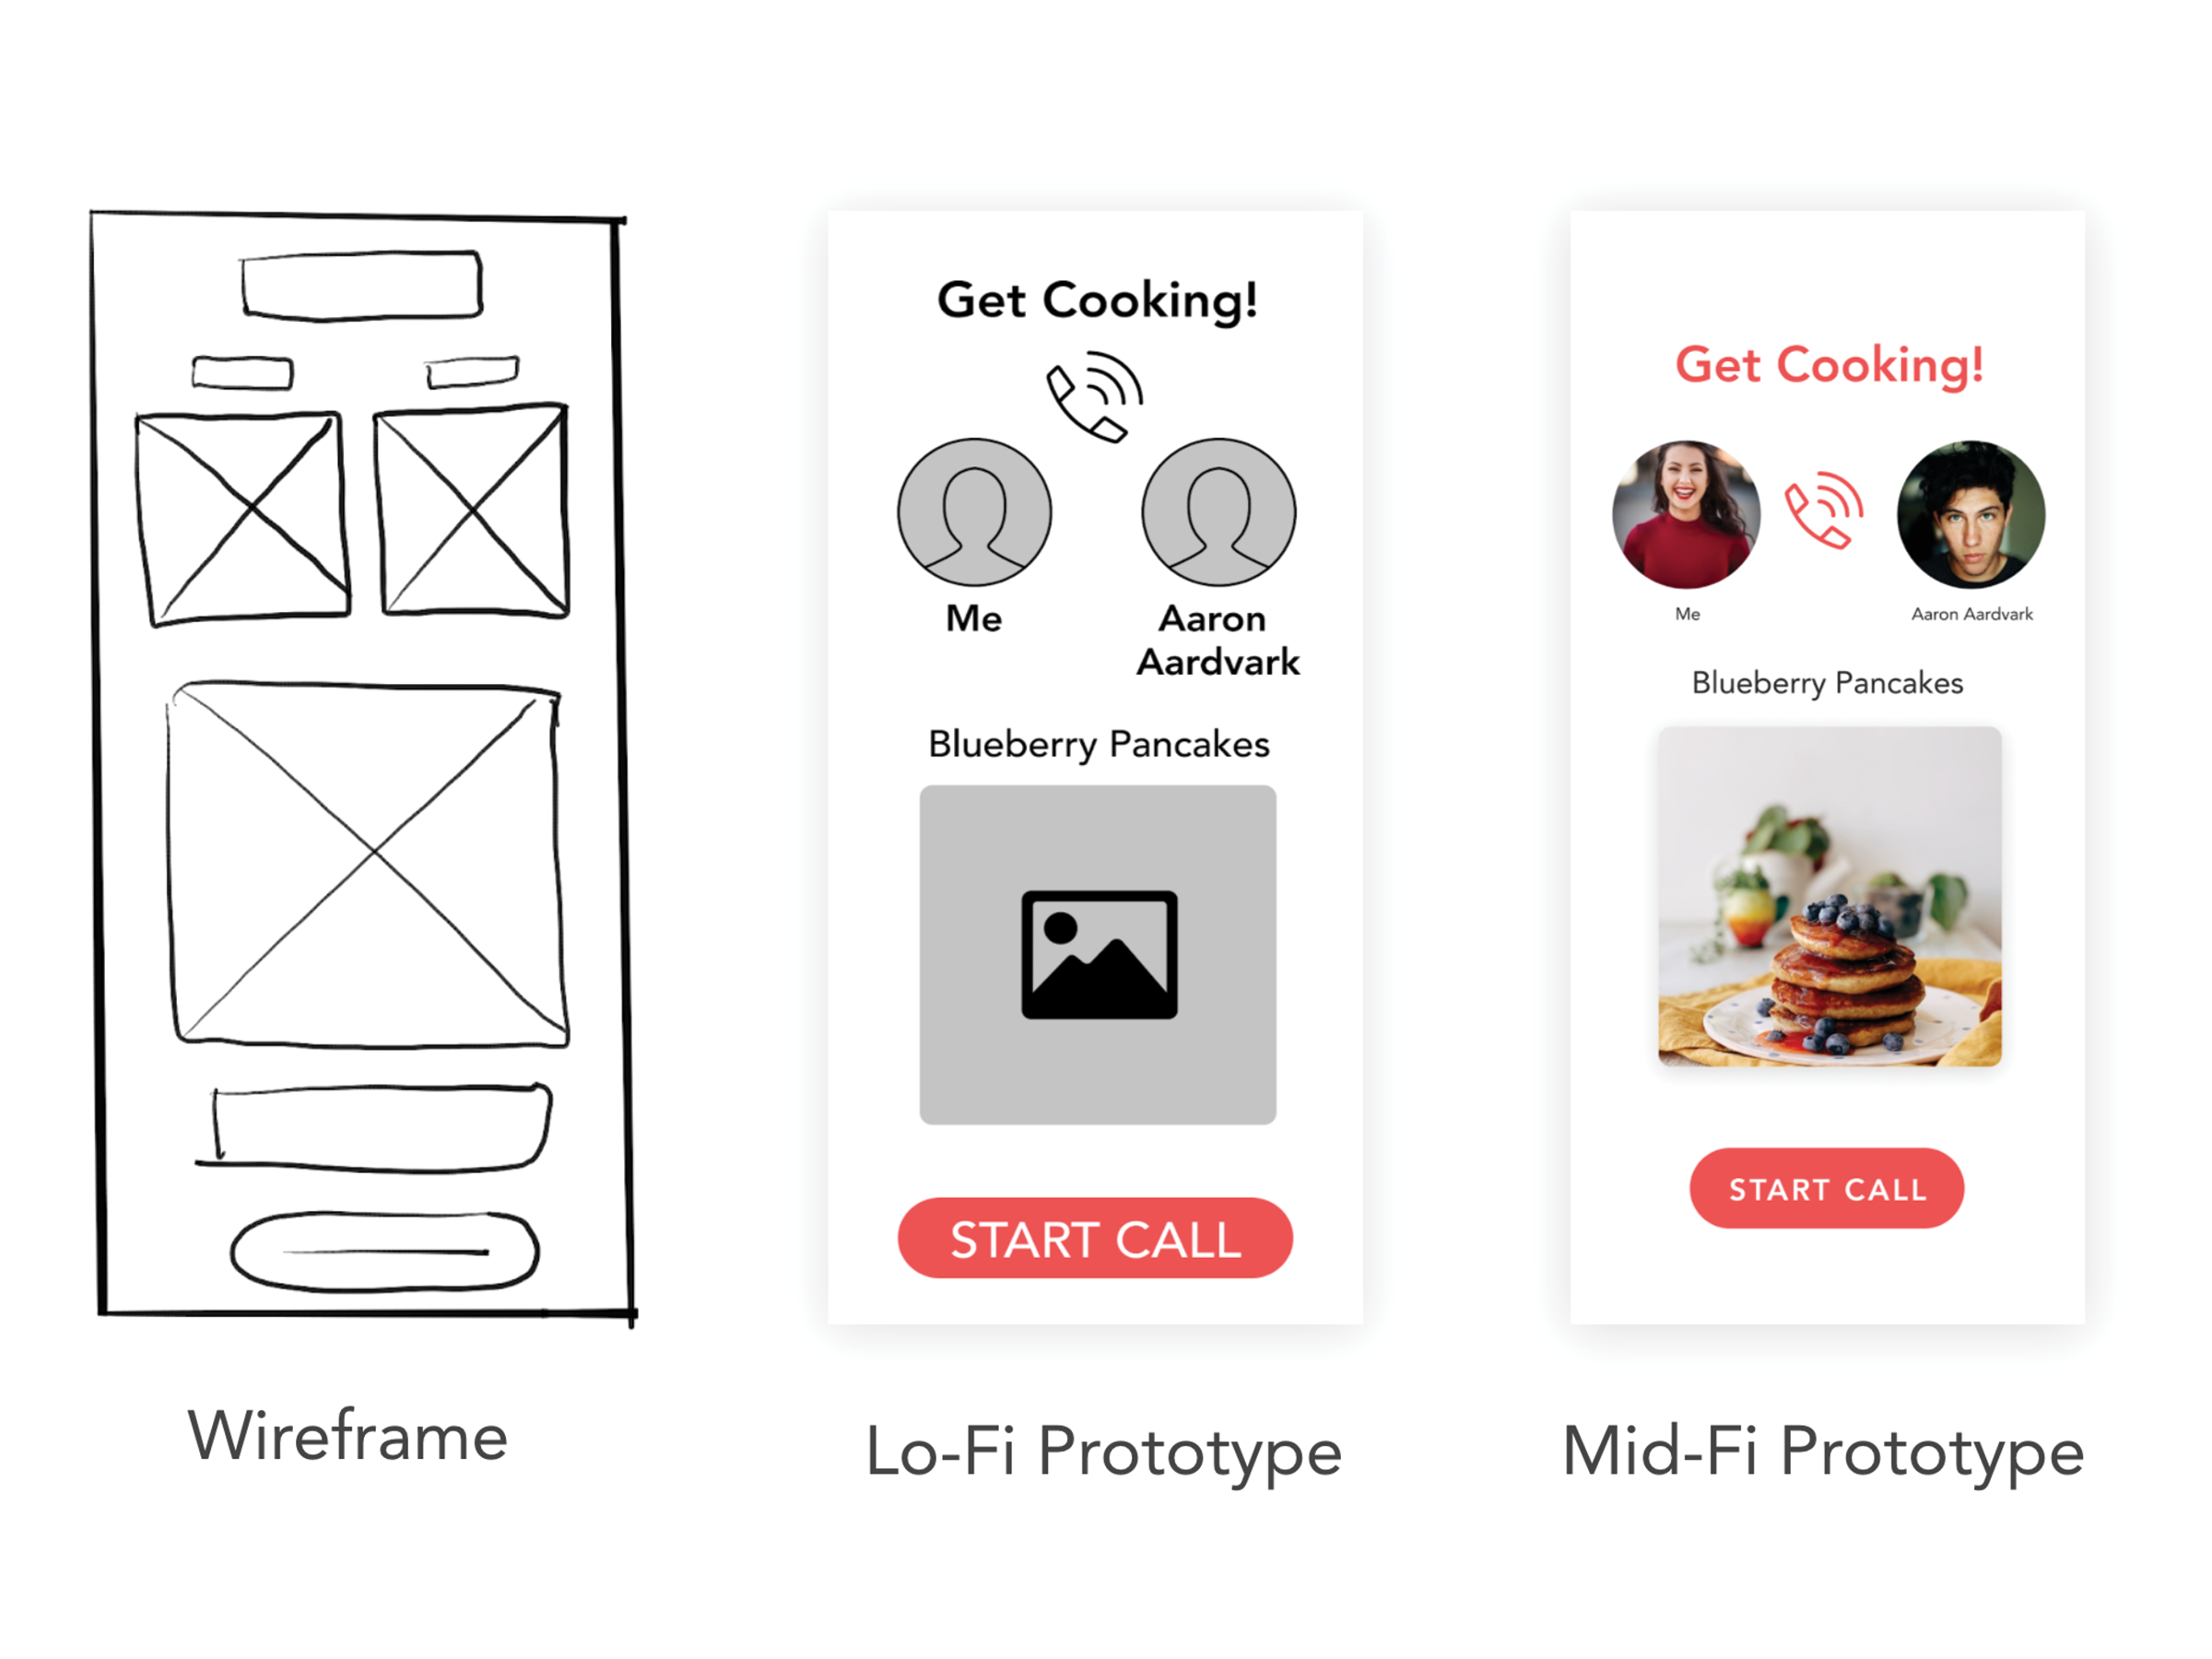 Get Cooking!
Me
Aaron
Aardvark
Blueberry Pancakes
START CALL
Get Cooking!
Me
Aaron Aardvark
Blueberry Pancakes
START CALL
Wireframe
Lo-Fi Prototype
Mid-Fi Prototype